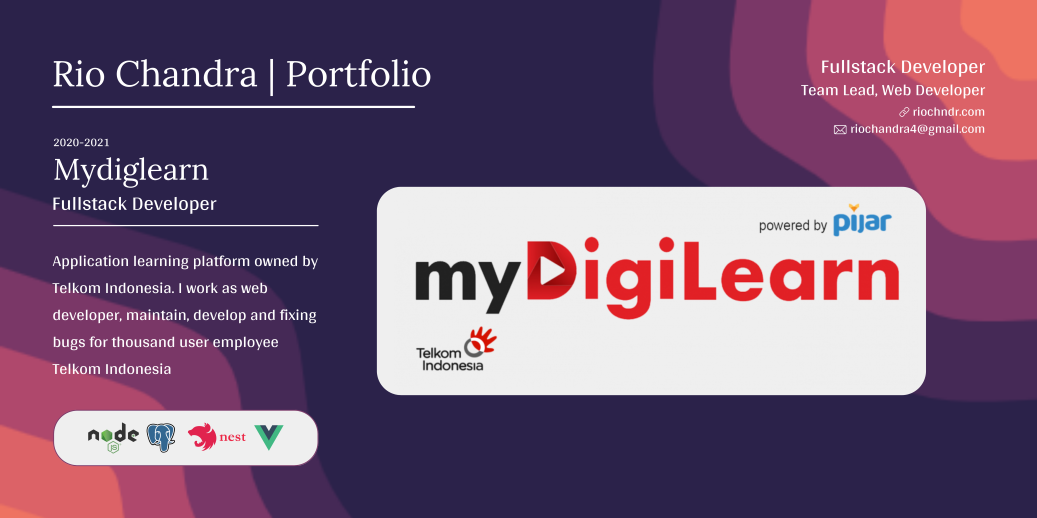 Rio Chandra | Portfolio
Fullstack Developer
Team Lead, Web Developer
riochndr.com
riochandra4@gmail.com
2020-2021
Mydiglearn
Fullstack Developer
Application learning platform owned by
Telkom Indonesia. I work as web
developer, maintain, develop and fixing
bugs for thousand user employee
Telkom Indonesia
node
JS
nest
powered by pijar
myDigiLearn
Telkom
Indonesia